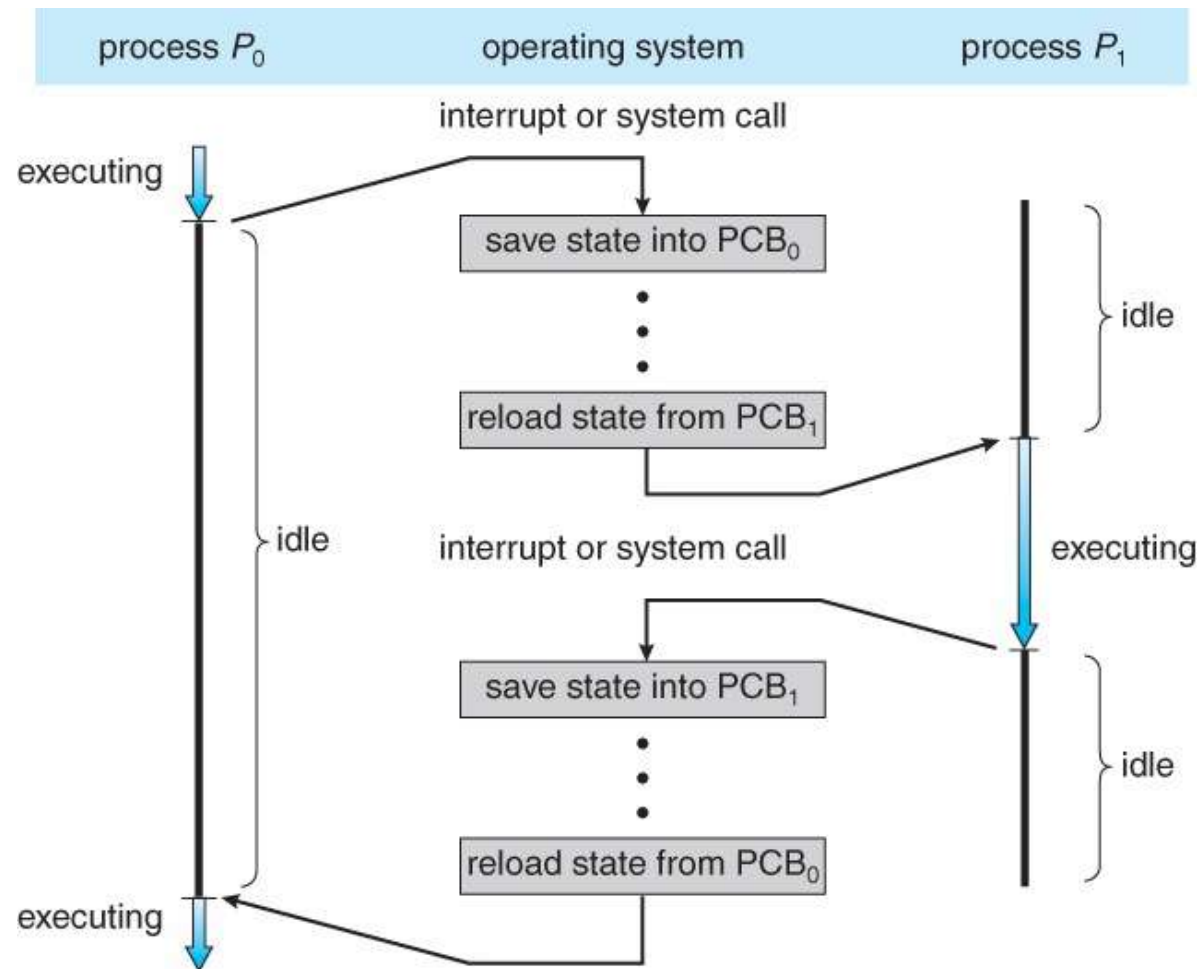 process P₀ operating system process P₁
interrupt or system call
executing
save state into PCB₀
idle
reload state from PCB₁
idle
interrupt or system call
executing
save state into PCB₁
idle
reload state from PCB₀
executing